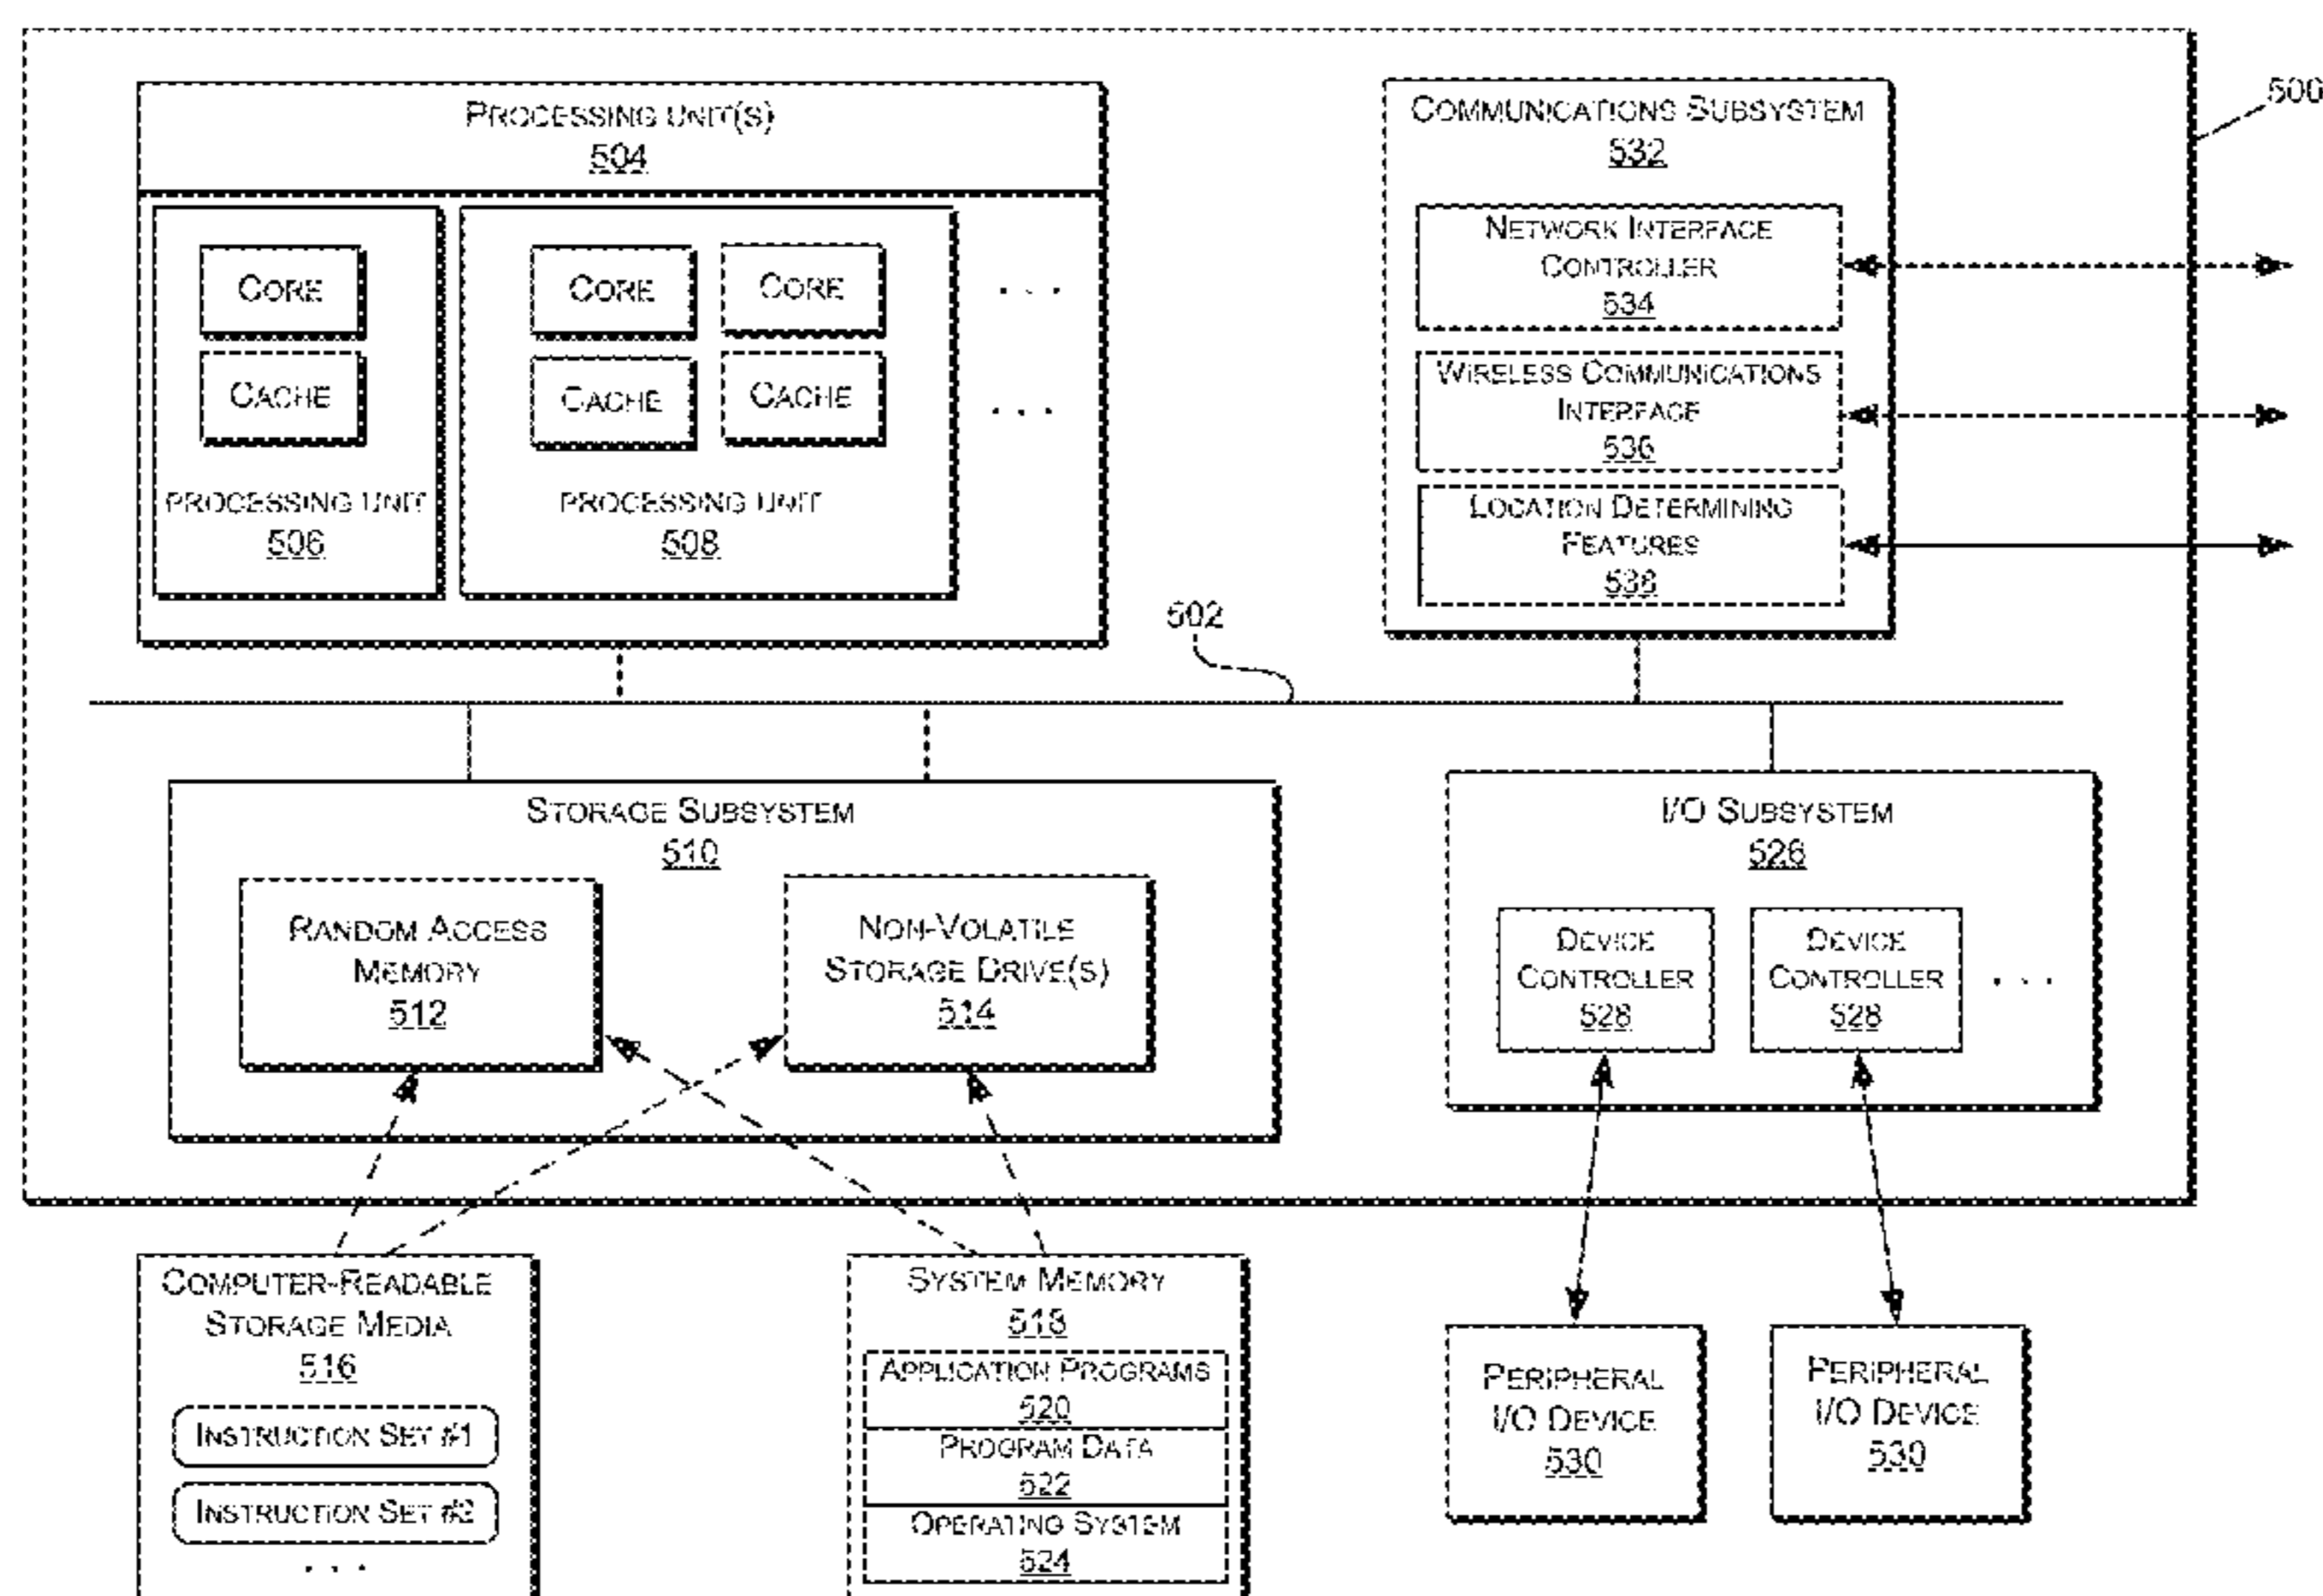 500
PROCESSING UNIT(S)
504
CORE
CACHE
PROCESSING UNIT
506
CORE
CORE
. . .
CACHE
CACHE
. . .
PROCESSING UNIT
508
COMMUNICATIONS SUBSYSTEM
532
NETWORK INTERFACE
CONTROLLER
534
WIRELESS COMMUNICATIONS
INTERFACE
536
LOCATION DETERMINING
FEATURES
538
502
STORAGE SUBSYSTEM
510
RANDOM ACCESS
MEMORY
512
NON-VOLATILE
STORAGE DRIVE(S)
514
I/O SUBSYSTEM
526
DEVICE
CONTROLLER
528
DEVICE
CONTROLLER
528
. . .
COMPUTER-READABLE
STORAGE MEDIA
516
INSTRUCTION SET #1
INSTRUCTION SET #2
. . .
SYSTEM MEMORY
518
APPLICATION PROGRAMS
520
PROGRAM DATA
522
OPERATING SYSTEM
524
PERIPHERAL
I/O DEVICE
530
PERIPHERAL
I/O DEVICE
530